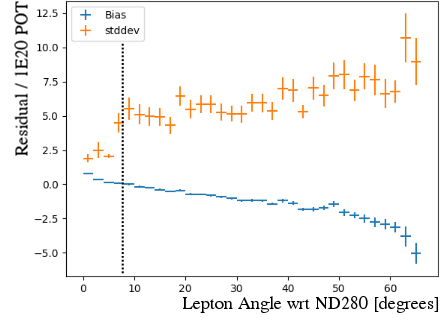 Bias
stddev
Residual / 1E20 POT
12.5
10.0
7.5
5.0
2.5
0.0
−2.5
−5.0
0 10 20 30 40 50 60
Lepton Angle wrt ND280 [degrees]